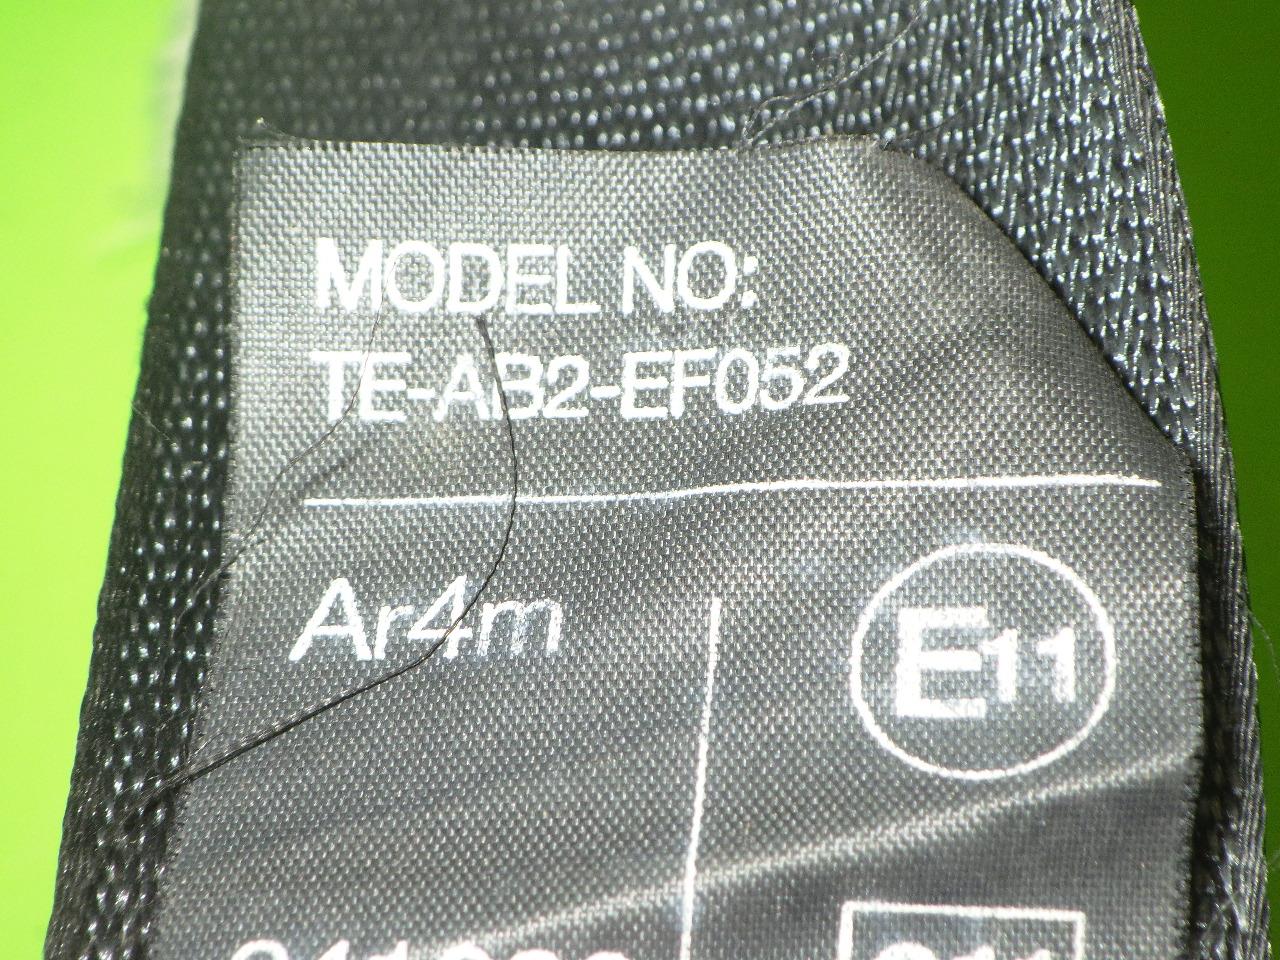 MODEL NO:
TE-AB2-EF052
Ar4m
E11